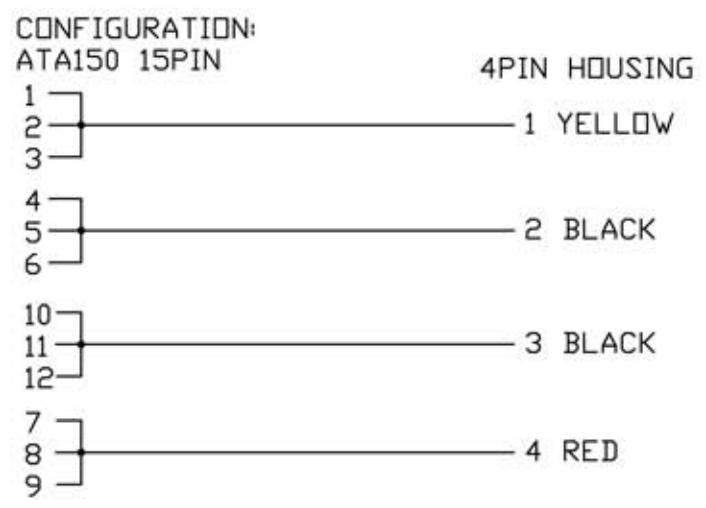 CONFIGURATION:
ATA150 15PIN
4PIN HOUSING
1
2
3
1 YELLOW
4
5
6
2 BLACK
10
11
12
3 BLACK
7
8
9
4 RED